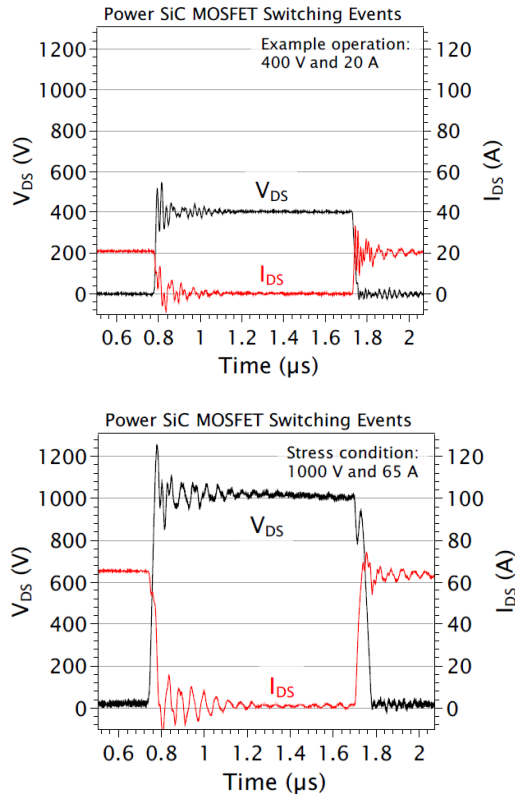 Power SiC MOSFET Switching Events
Example operation:
400 V and 20 A
V_DS (V)
1200
1000
800
600
400
200
0
I_DS (A)
120
100
80
60
40
20
0
V_DS
I_DS
0.6 0.8 1 1.2 1.4 1.6 1.8 2
Time (μs)
Power SiC MOSFET Switching Events
Stress condition:
1000 V and 65 A
V_DS (V)
1200
1000
800
600
400
200
0
I_DS (A)
120
100
80
60
40
20
0
V_DS
I_DS
0.6 0.8 1 1.2 1.4 1.6 1.8 2
Time (μs)